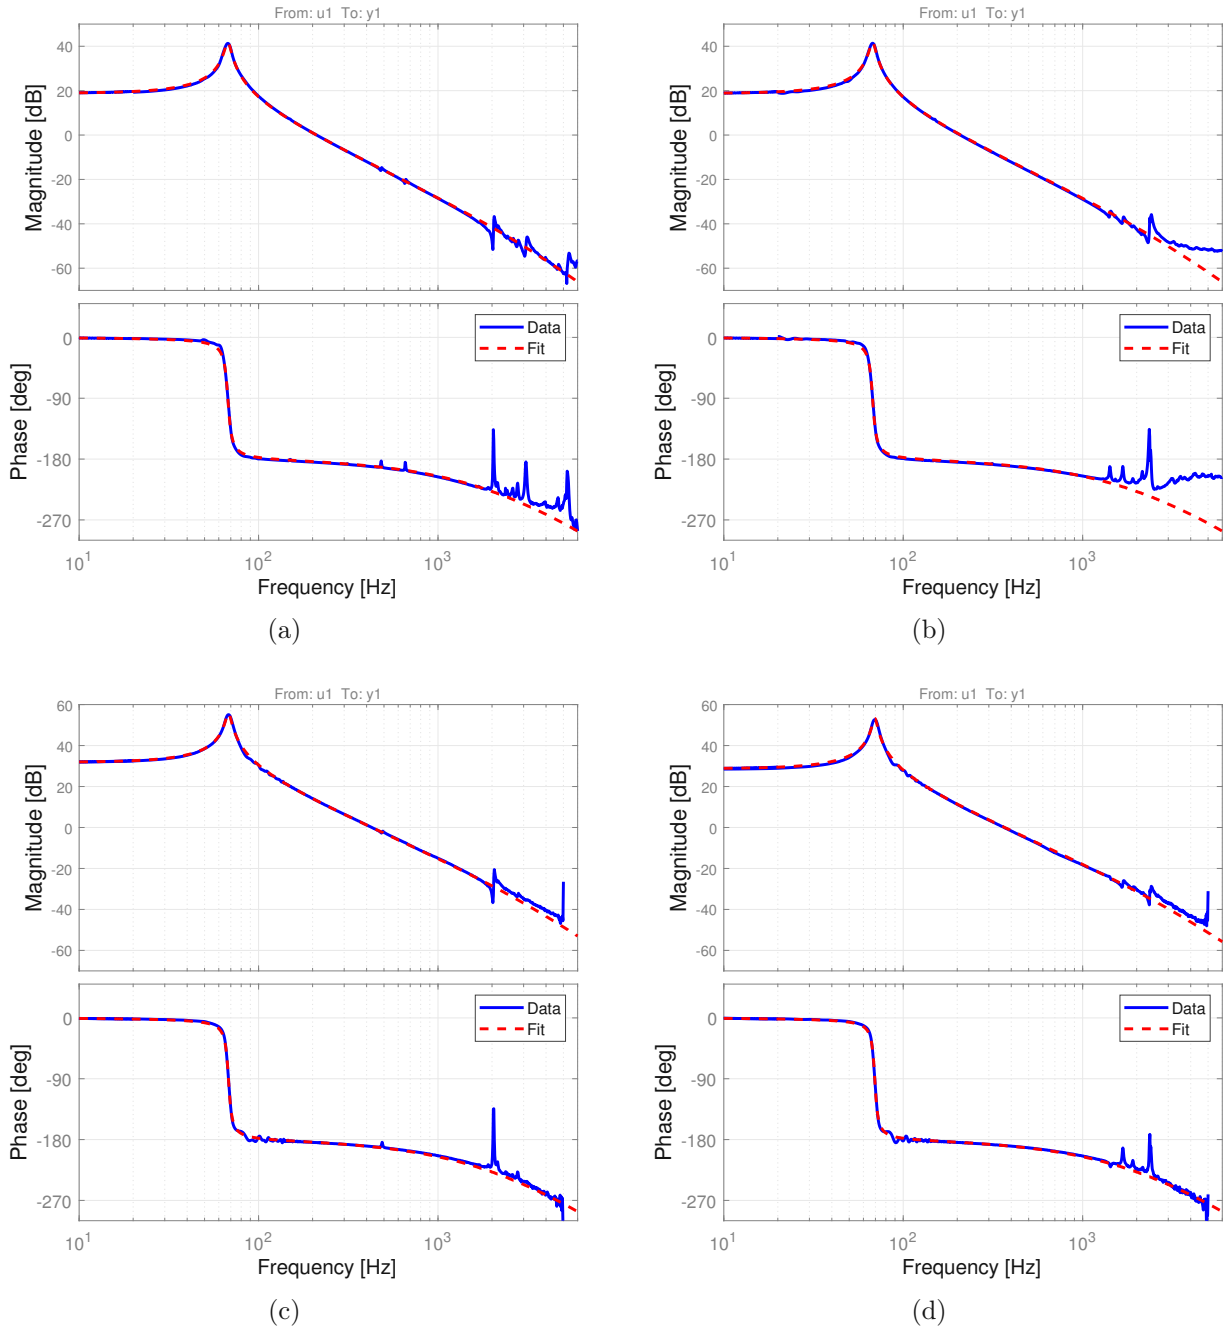 From: u1 To: y1
40
20
0
-20
-40
-60
Magnitude [dB]
0
-90
-180
-270
Phase [deg]
Data
Fit
10^1
10^2
10^3
Frequency [Hz]
(a)
From: u1 To: y1
40
20
0
-20
-40
-60
Magnitude [dB]
0
-90
-180
-270
Phase [deg]
Data
Fit
10^1
10^2
10^3
Frequency [Hz]
(b)
From: u1 To: y1
60
40
20
0
-20
-40
-60
Magnitude [dB]
0
-90
-180
-270
Phase [deg]
Data
Fit
10^1
10^2
10^3
Frequency [Hz]
(c)
From: u1 To: y1
60
40
20
0
-20
-40
-60
Magnitude [dB]
0
-90
-180
-270
Phase [deg]
Data
Fit
10^1
10^2
10^3
Frequency [Hz]
(d)